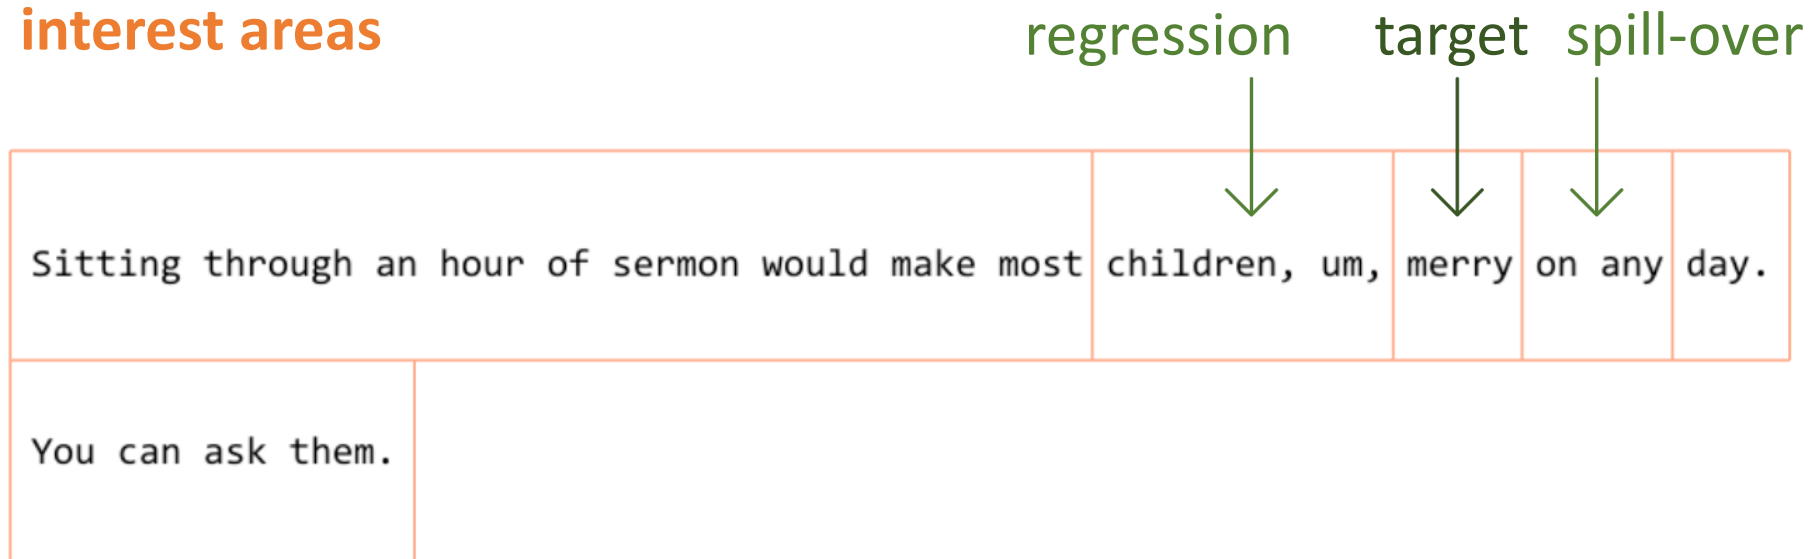 interest areas
regression target spill-over
Sitting through an hour of sermon would make most children, um, merry on any day.
You can ask them.